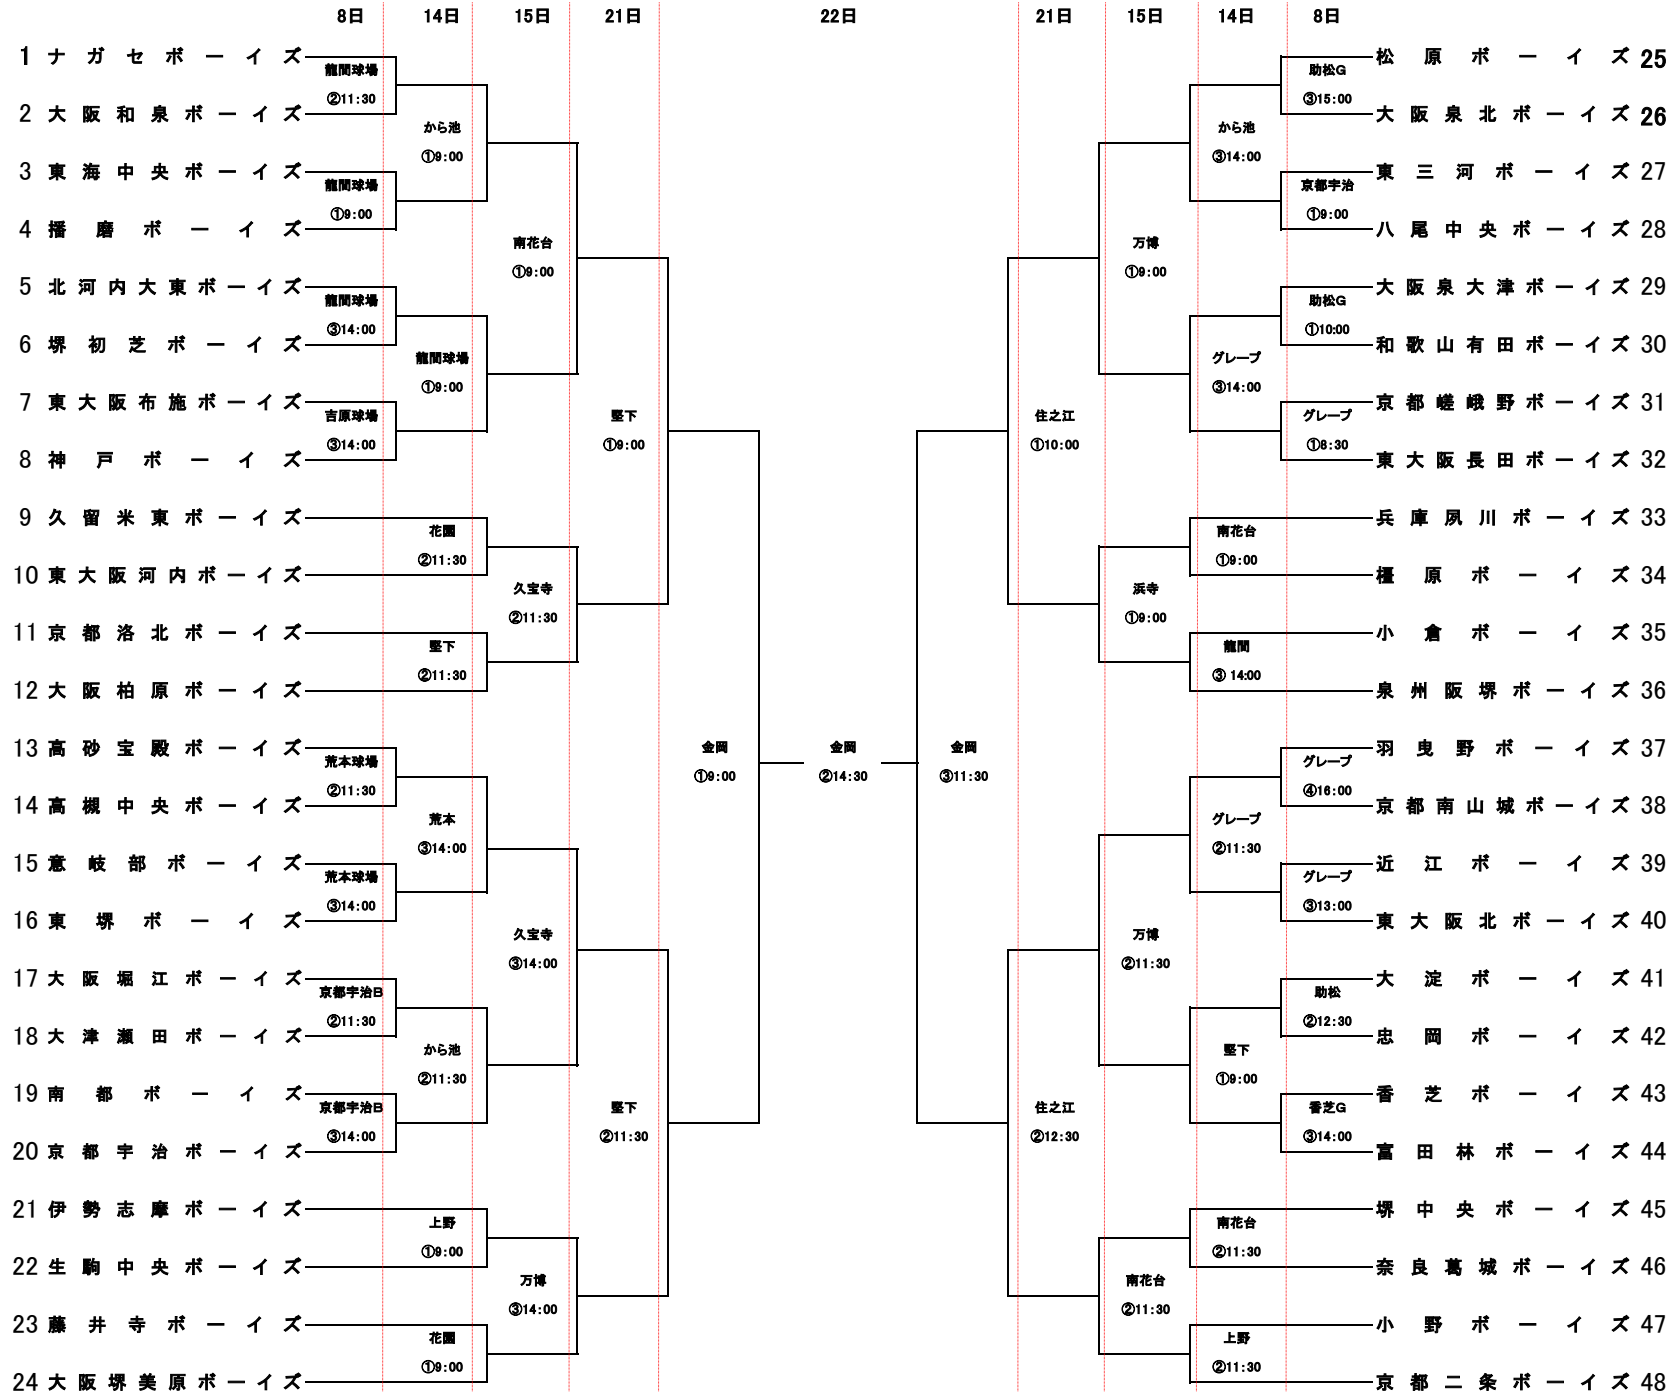 8日 14日 15日 21日 22日 21日 15日 14日 8日
1 ナガセボーイズ
龍間球場
②11:30
2 大阪和泉ボーイズ
から池
①9:00
3 東海中央ボーイズ
龍間球場
①9:00
4 播磨ボーイズ
南花台
①9:00
5 北河内大東ボーイズ
龍間球場
③14:00
6 堺初芝ボーイズ
龍間球場
①9:00
7 東大阪布施ボーイズ
吉原球場
③14:00
8 神戸ボーイズ
堅下
①9:00
9 久留米東ボーイズ
花園
②11:30
10 東大阪河内ボーイズ
久宝寺
②11:30
11 京都洛北ボーイズ
堅下
②11:30
12 大阪柏原ボーイズ
金岡
①9:00
13 高砂宝殿ボーイズ
荒本球場
②11:30
14 高槻中央ボーイズ
荒本
③14:00
15 意岐部ボーイズ
荒本球場
③14:00
16 東堺ボーイズ
久宝寺
③14:00
17 大阪堀江ボーイズ
京都宇治B
②11:30
18 大津瀬田ボーイズ
から池
②11:30
19 南都ボーイズ
京都宇治B
③14:00
20 京都宇治ボーイズ
堅下
②11:30
21 伊勢志摩ボーイズ
上野
①9:00
22 生駒中央ボーイズ
万博
③14:00
23 藤井寺ボーイズ
花園
①9:00
24 大阪堺美原ボーイズ
金岡
②14:30
金岡
③11:30
松原ボーイズ 25
助松G
③15:00
大阪泉北ボーイズ 26
から池
③14:00
東三河ボーイズ 27
京都宇治
①9:00
八尾中央ボーイズ 28
万博
①9:00
大阪泉大津ボーイズ 29
助松G
①10:00
和歌山有田ボーイズ 30
グレープ
③14:00
京都嵯峨野ボーイズ 31
グレープ
①8:30
東大阪長田ボーイズ 32
住之江
①10:00
兵庫夙川ボーイズ 33
南花台
①9:00
橿原ボーイズ 34
浜寺
①9:00
小倉ボーイズ 35
龍間
③ 14:00
泉州阪堺ボーイズ 36
羽曳野ボーイズ 37
グレープ
④16:00
京都南山城ボーイズ 38
グレープ
②11:30
近江ボーイズ 39
グレープ
③13:00
東大阪北ボーイズ 40
万博
②11:30
大淀ボーイズ 41
助松
②12:30
忠岡ボーイズ 42
堅下
①9:00
香芝ボーイズ 43
香芝G
③14:00
富田林ボーイズ 44
住之江
②12:30
堺中央ボーイズ 45
南花台
②11:30
奈良葛城ボーイズ 46
南花台
②11:30
小野ボーイズ 47
上野
②11:30
京都二条ボーイズ 48